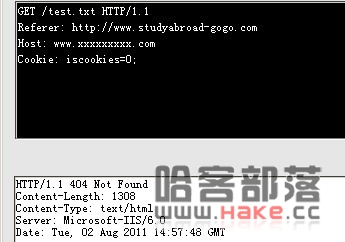 GET /test.txt HTTP/1.1
Referer: http://www.studyabroad-gogo.com
Host: www.xxxxxxxxx.com
Cookie: iscookies=0;
HTTP/1.1 404 Not Found
Content-Length: 1308
Content-Type: text/html
Server: Microsoft-IIS/6.0
Date: Tue, 02 Aug 2011 14:57:48 GMT
哈客部落
www.Hake.cc